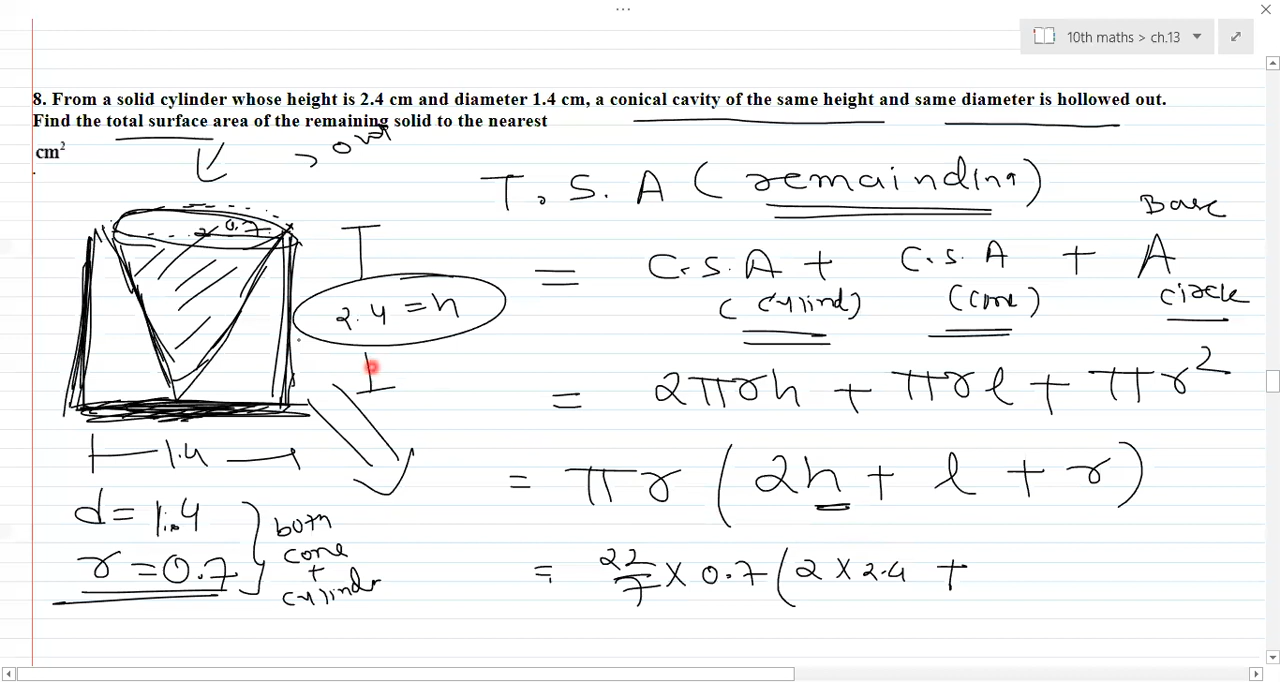 10th maths > ch.13
8. From a solid cylinder whose height is 2.4 cm and diameter 1.4 cm, a conical cavity of the same height and same diameter is hollowed out.
Find the total surface area of the remaining solid to the nearest
cm²
T.S.A (remainding)
Base
= C.S.A + C.S.A + A
(cylind) (cone) circle
0.7
2.4 = h
= 2πrh + πrl + πr²
1.4
= πr (2h + l + r)
d = 1.4
r = 0.7
both
cone
+
cylinder
= 22/7 × 0.7 (2 × 2.4 +